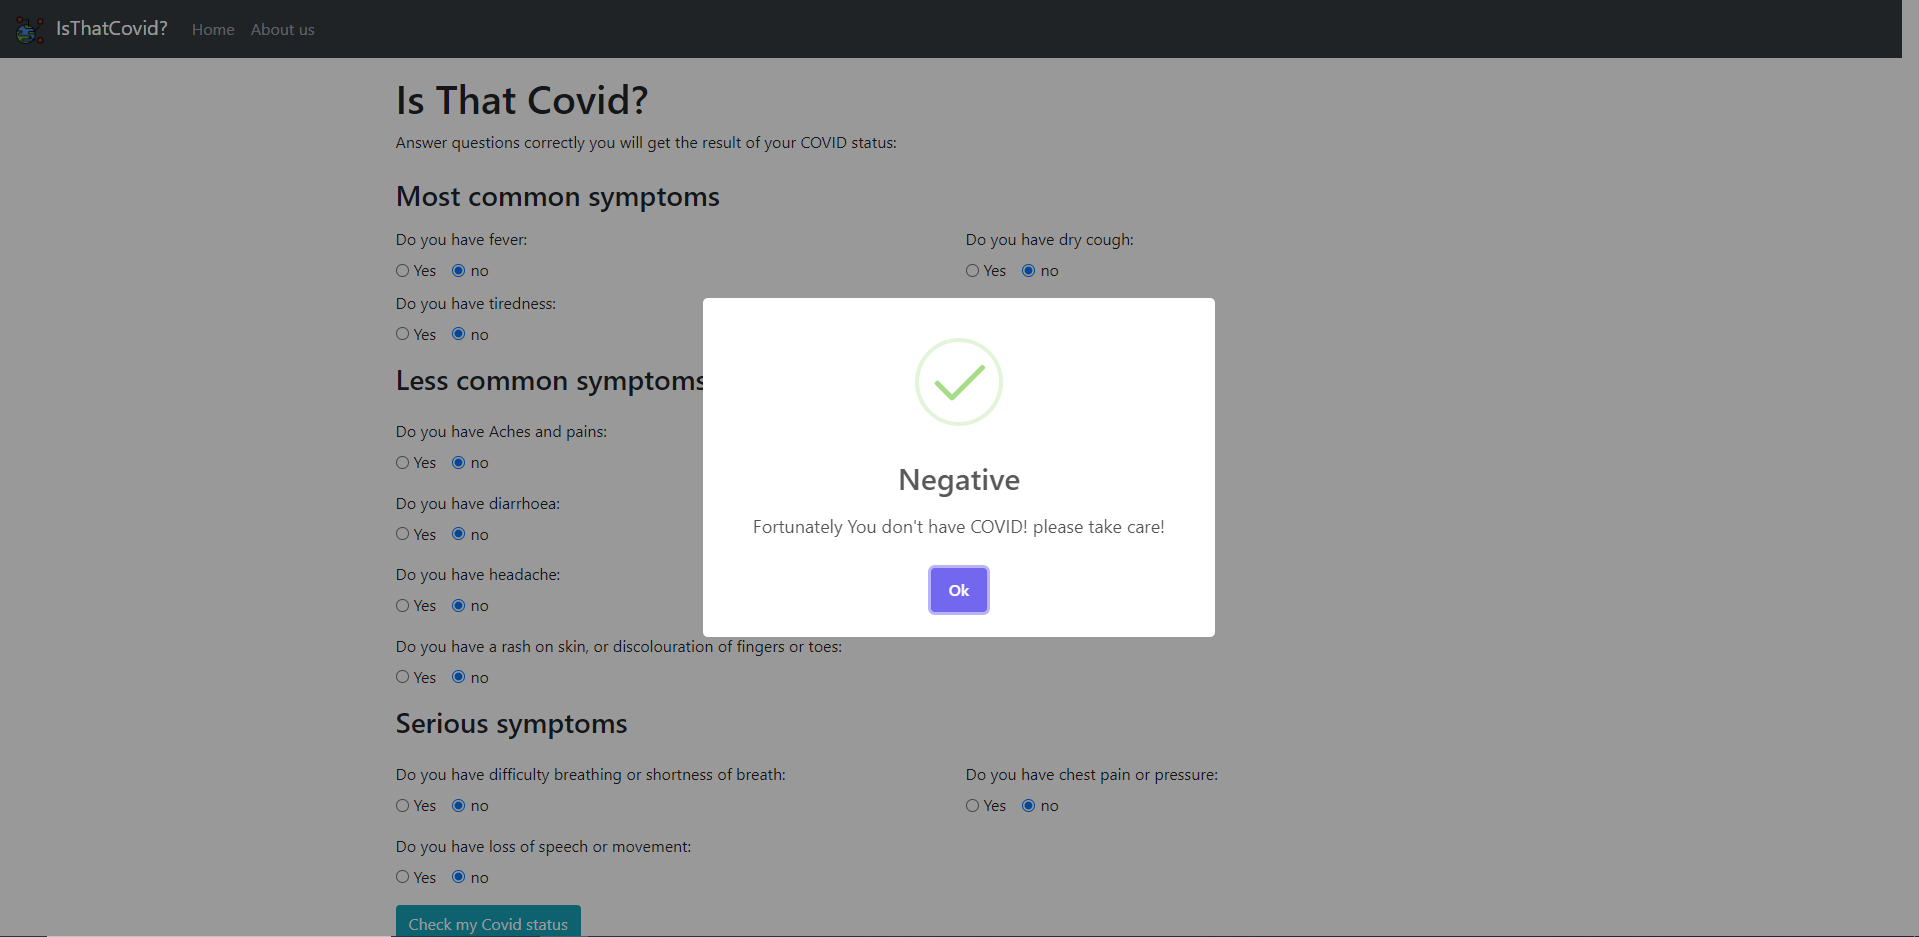 IsThatCovid? Home About us
Is That Covid?
Answer questions correctly you will get the result of your COVID status:
Most common symptoms
Do you have fever: Do you have dry cough:
Yes no Yes no
Do you have tiredness:
Yes no
Less common symptoms
Do you have Aches and pains:
Yes no
Do you have diarrhoea:
Yes no
Do you have headache:
Yes no
Do you have a rash on skin, or discolouration of fingers or toes:
Yes no
Serious symptoms
Do you have difficulty breathing or shortness of breath: Do you have chest pain or pressure:
Yes no Yes no
Do you have loss of speech or movement:
Yes no
Check my Covid status
Negative
Fortunately You don't have COVID! please take care!
Ok